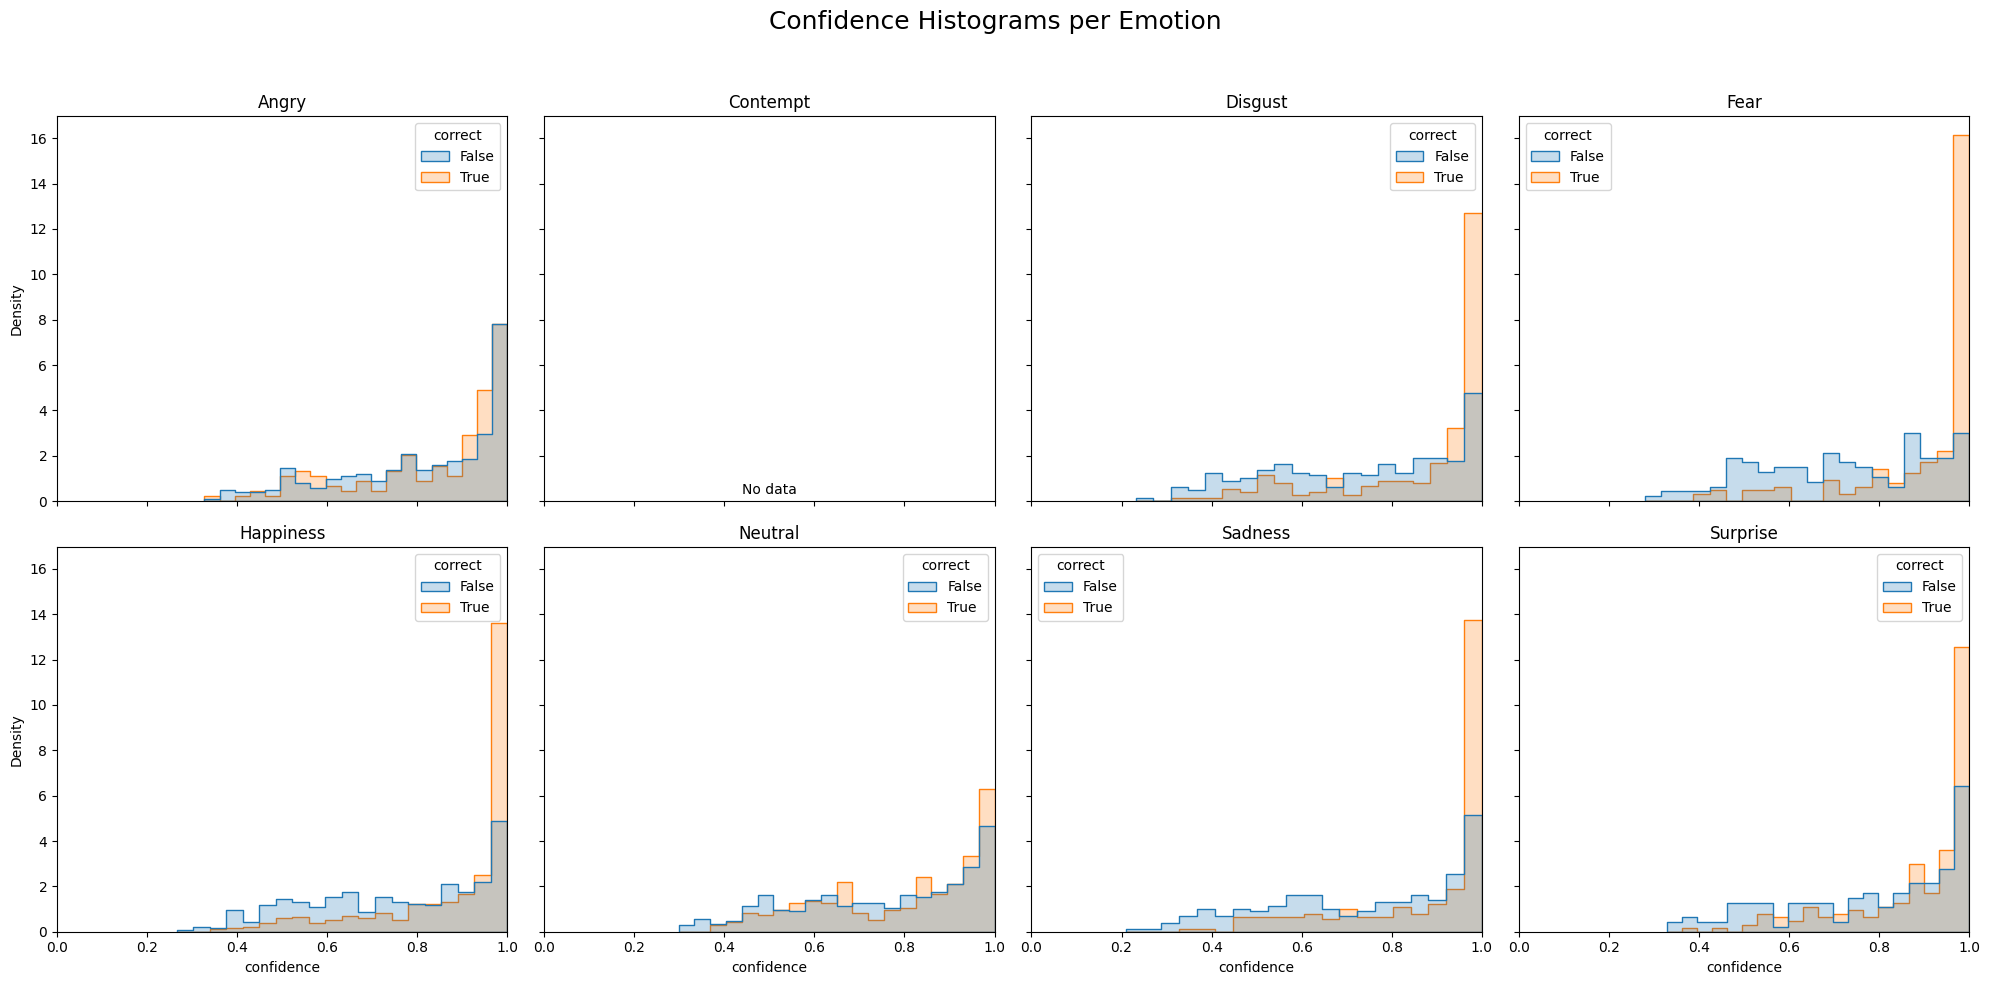 Confidence Histograms per Emotion
Angry
Contempt
Disgust
Fear
16
14
12
10
8
6
4
2
0
Density
correct
False
True
No data
correct
False
True
correct
False
True
Happiness
Neutral
Sadness
Surprise
16
14
12
10
8
6
4
2
0
Density
correct
False
True
correct
False
True
correct
False
True
correct
False
True
0.0 0.2 0.4 0.6 0.8 1.0
confidence
0.0 0.2 0.4 0.6 0.8 1.0
confidence
0.0 0.2 0.4 0.6 0.8 1.0
confidence
0.0 0.2 0.4 0.6 0.8 1.0
confidence